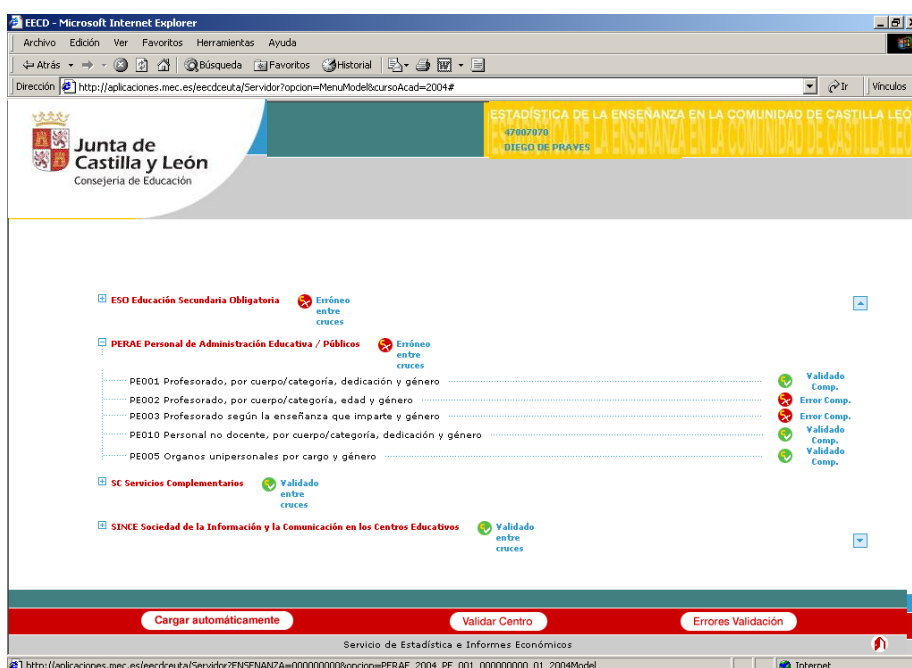 EECD - Microsoft Internet Explorer
Archivo Edición Ver Favoritos Herramientas Ayuda
Atrás Búsqueda Favoritos Historial
Dirección http://aplicaciones.mec.es/eecdceuta/Servidor?opcion=MenuModel&cursoAcad=2004# Ir Vínculos
ESTADÍSTICA DE LA ENSEÑANZA EN LA COMUNIDAD DE CASTILLA LEÓ
47007070
DIEGO DE PRAVES
Junta de
Castilla y León
Consejería de Educación
ESO Educación Secundaria Obligatoria Erróneo
entre
cruces
PERAE Personal de Administración Educativa / Públicos Erróneo
entre
cruces
PE001 Profesorado, por cuerpo/categoría, dedicación y género Validado
Comp.
PE002 Profesorado, por cuerpo/categoría, edad y género Error Comp.
PE003 Profesorado según la enseñanza que imparte y género Error Comp.
PE010 Personal no docente, por cuerpo/categoría, dedicación y género Validado
Comp.
PE005 Organos unipersonales por cargo y género Validado
Comp.
SC Servicios Complementarios Validado
entre
cruces
SINCE Sociedad de la Información y la Comunicación en los Centros Educativos Validado
entre
cruces
Cargar automáticamente Validar Centro Errores Validación
Servicio de Estadística e Informes Económicos
Internet